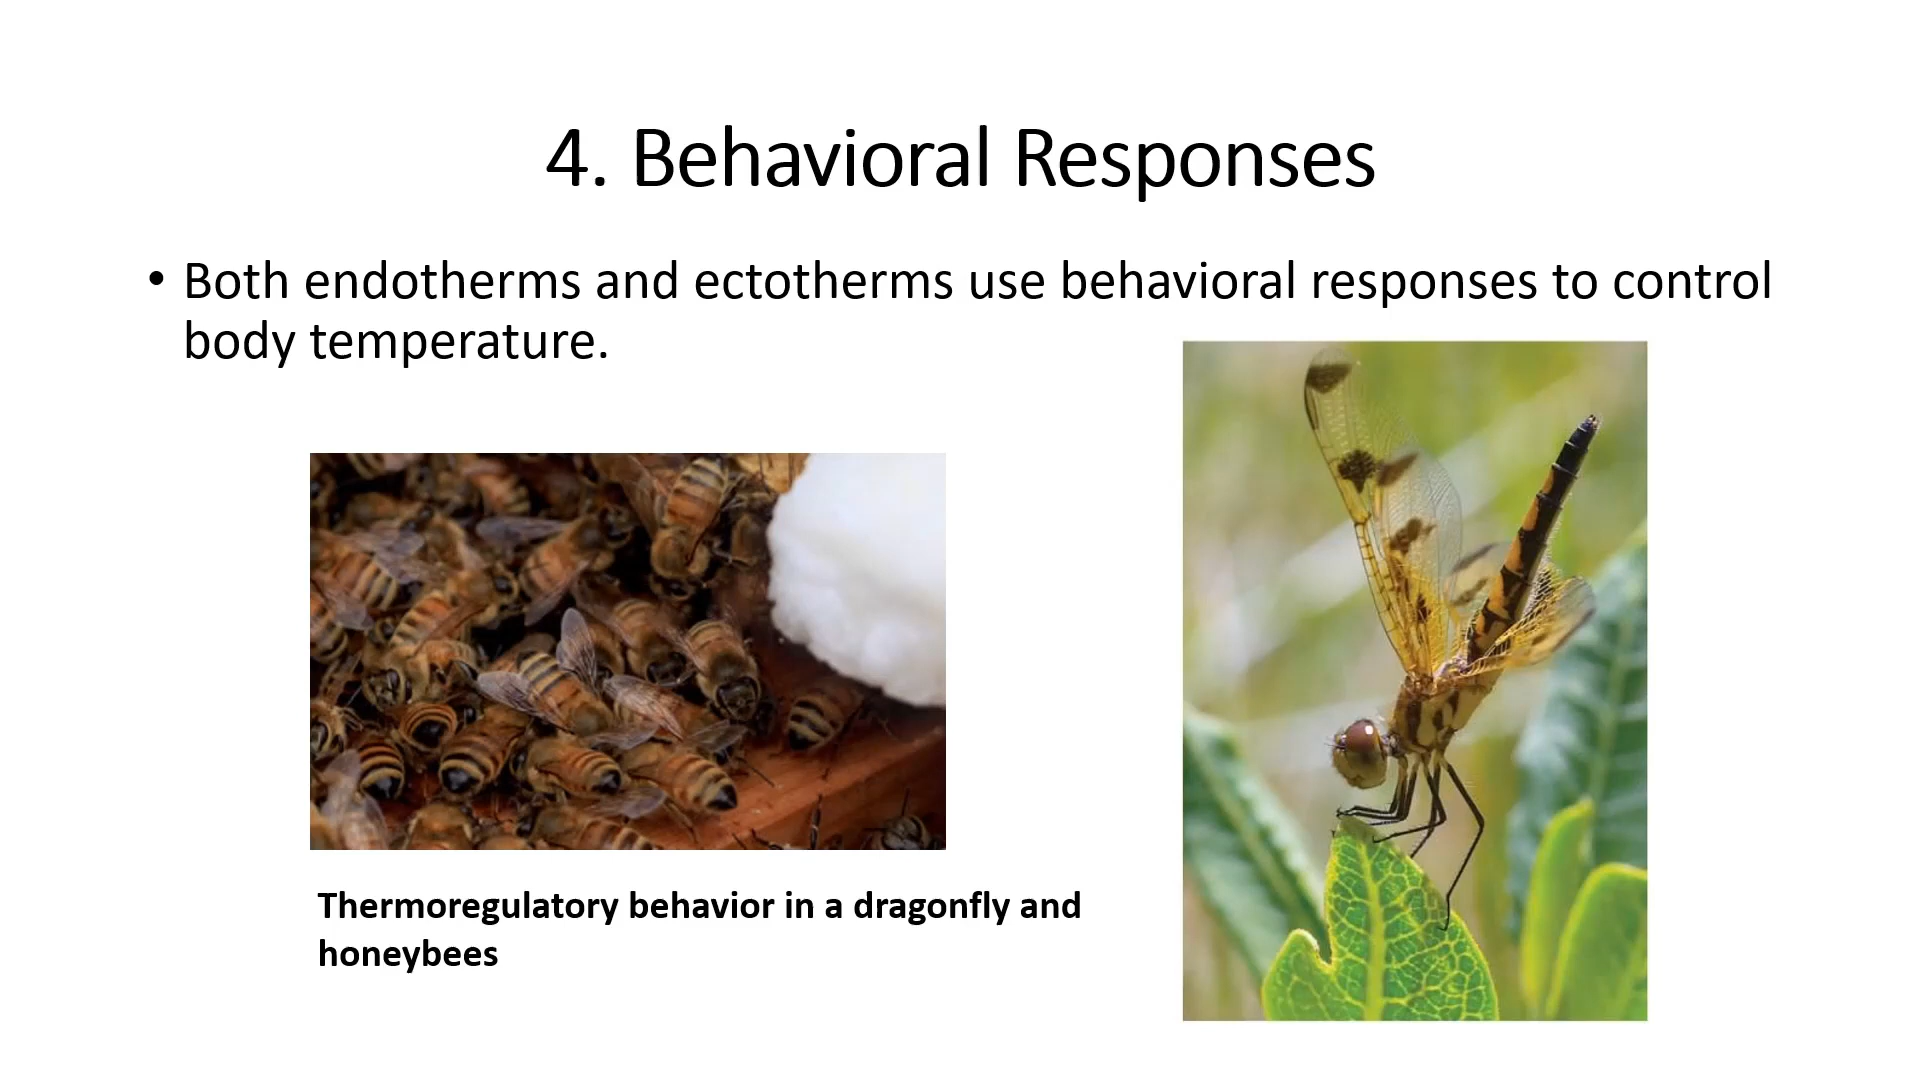 4. Behavioral Responses
• Both endotherms and ectotherms use behavioral responses to control
body temperature.
Thermoregulatory behavior in a dragonfly and
honeybees